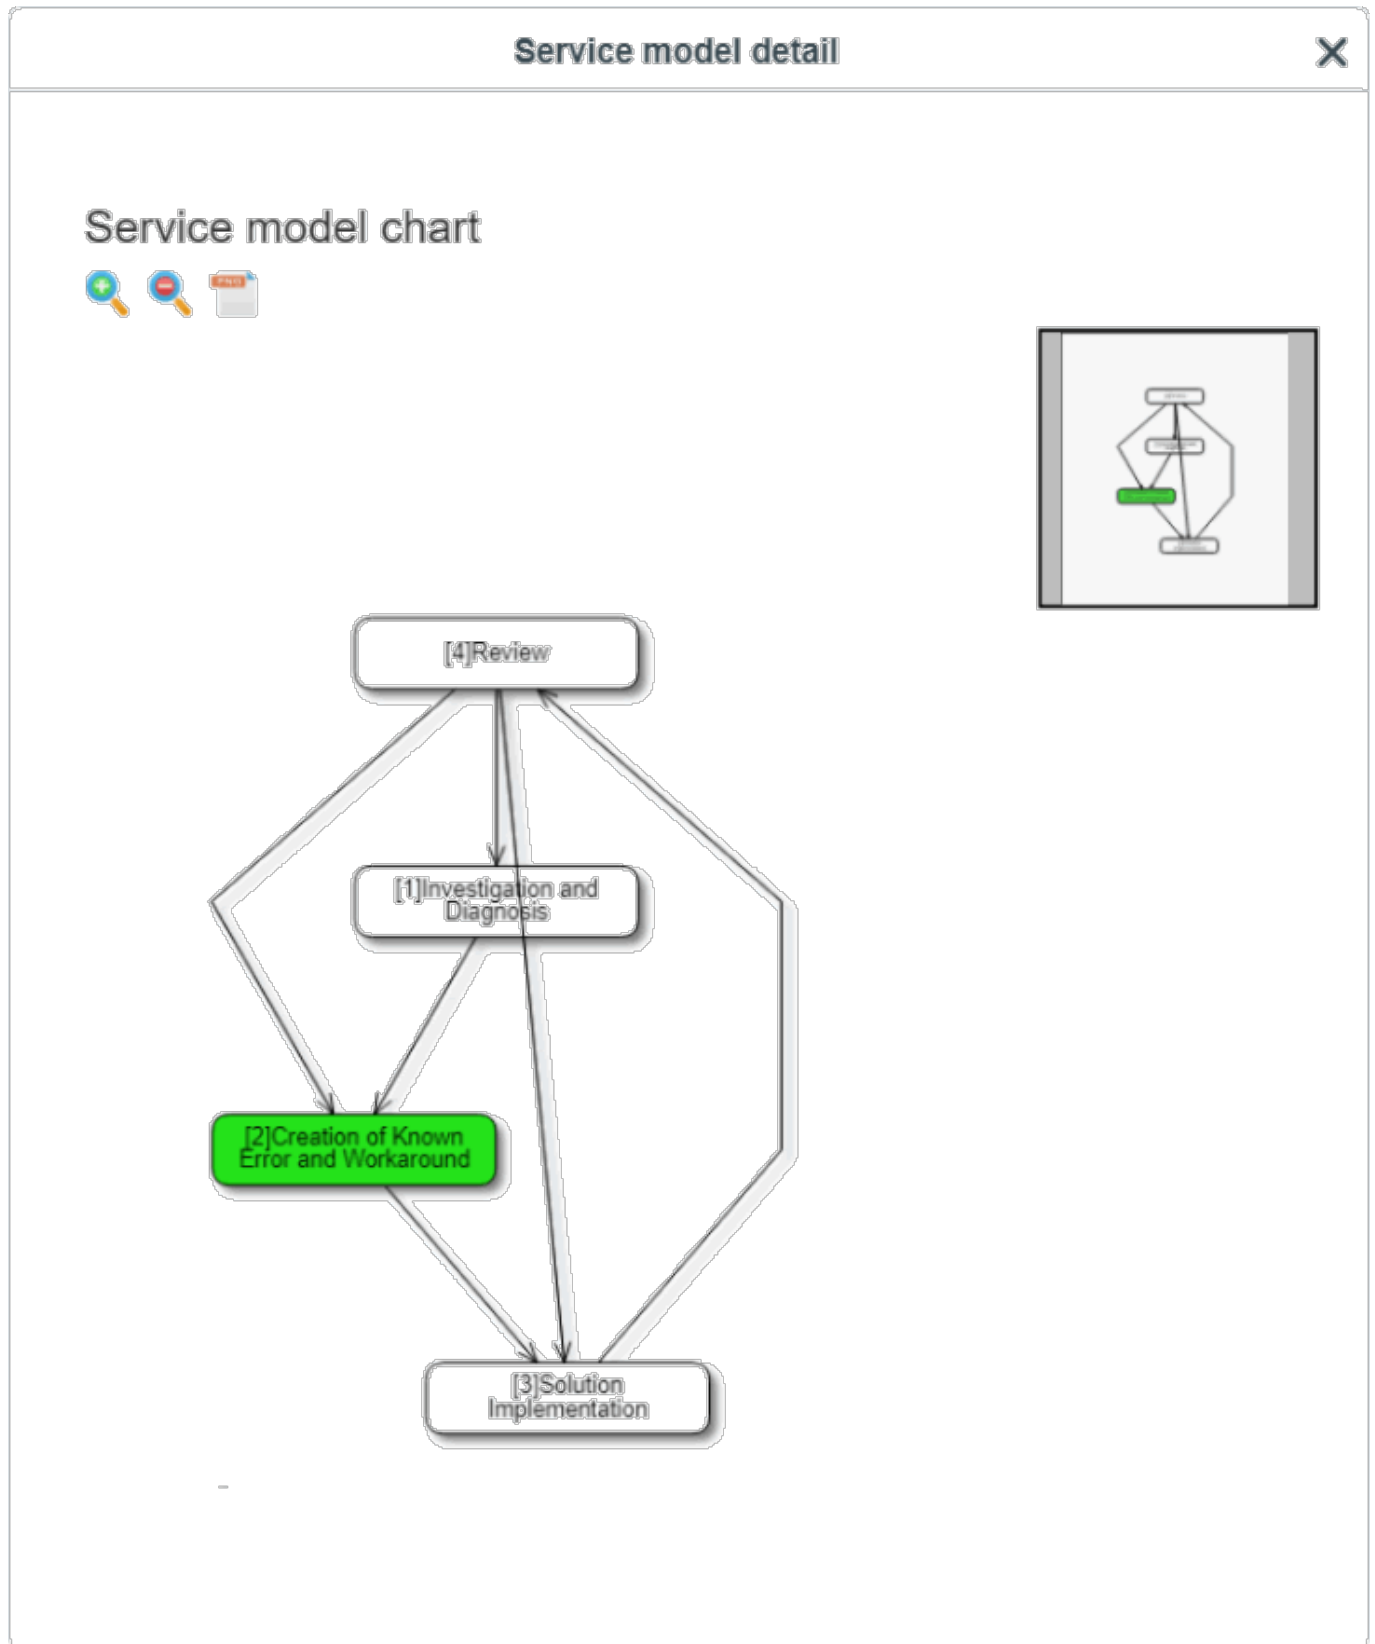 Service model detail
Service model chart
PNG
[4]Review
[1]Investigation and
Diagnosis
[2]Creation of Known
Error and Workaround
[3]Solution
Implementation